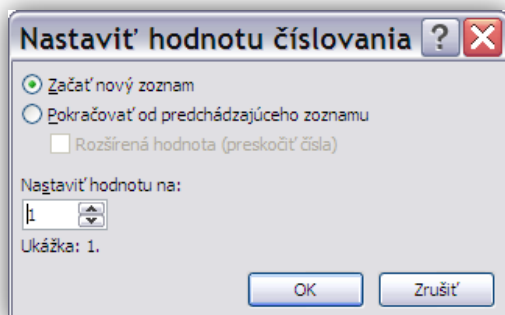 Nastaviť hodnotu číslovania
Začať nový zoznam
Pokračovať od predchádzajúceho zoznamu
Rozšírená hodnota (preskočiť čísla)
Nastaviť hodnotu na:
1
Ukážka: 1.
OK Zrušiť